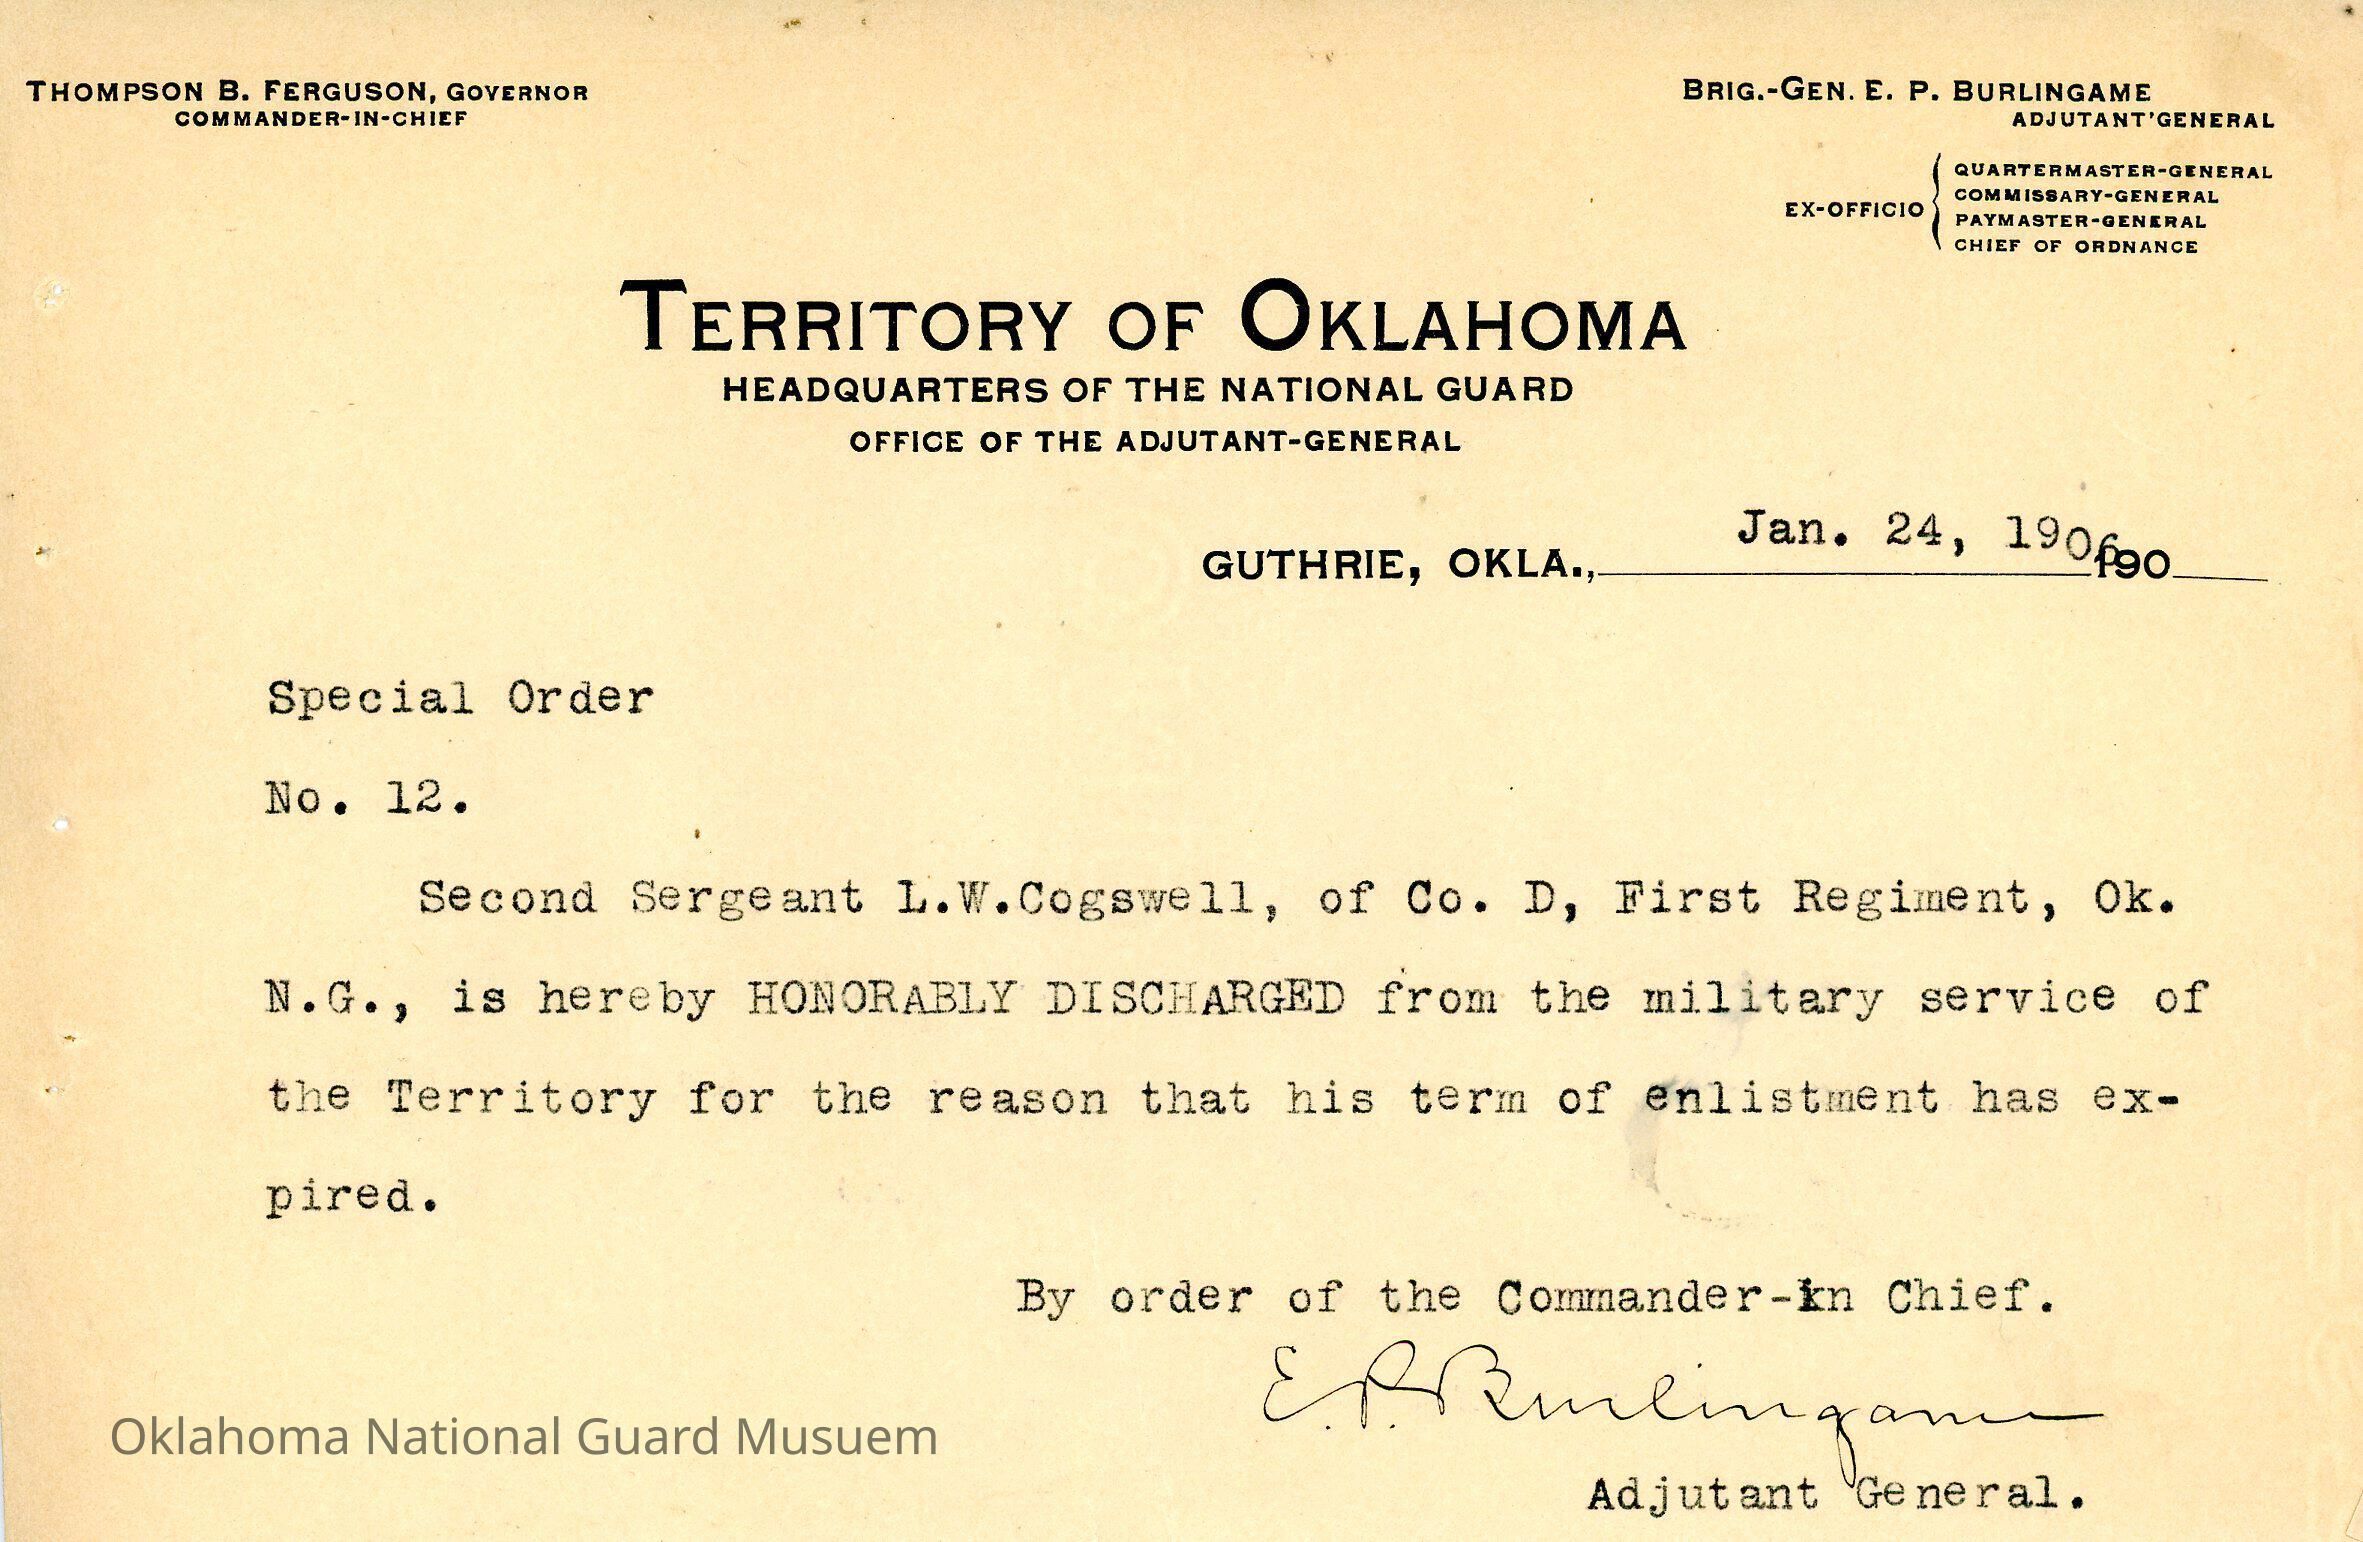 THOMPSON B. FERGUSON, GOVERNOR
COMMANDER-IN-CHIEF
BRIG.-GEN. E. P. BURLINGAME
ADJUTANT'GENERAL
EX-OFFICIO
QUARTERMASTER-GENERAL
COMMISSARY-GENERAL
PAYMASTER-GENERAL
CHIEF OF ORDNANCE
TERRITORY OF OKLAHOMA
HEADQUARTERS OF THE NATIONAL GUARD
OFFICE OF THE ADJUTANT-GENERAL
GUTHRIE, OKLA., Jan. 24, 1906 190
Special Order
No. 12.
Second Sergeant L.W.Cogswell, of Co. D, First Regiment, Ok.
N.G., is hereby HONORABLY DISCHARGED from the military service of
the Territory for the reason that his term of enlistment has ex-
pired.
By order of the Commander-in Chief.
E. P. Burlingame
Adjutant General.
Oklahoma National Guard Musuem